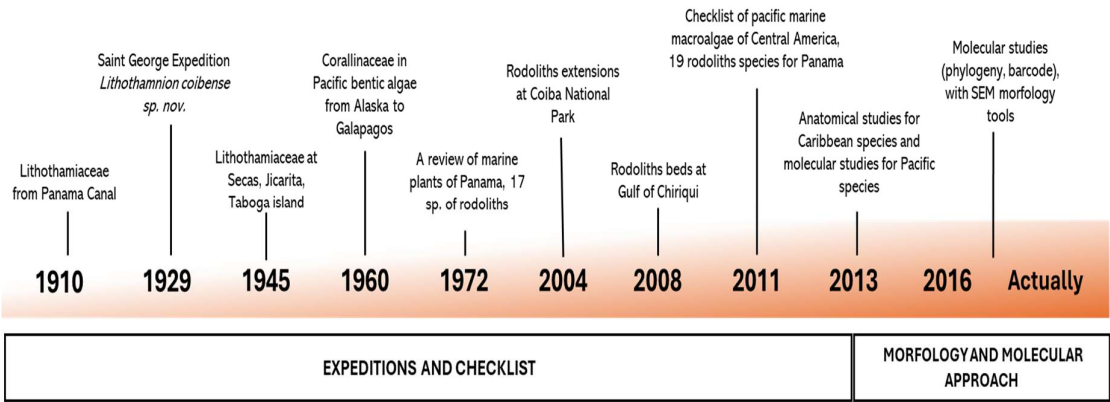 Lithothamiaceae
from Panama Canal
Saint George Expedition
Lithothamnion coibense
sp. nov.
Lithothamiaceae at
Secas, Jicarita,
Taboga island
Corallinaceae in
Pacific bentic algae
from Alaska to
Galapagos
A review of marine
plants of Panama, 17
sp. of rodoliths
Rodoliths extensions
at Coiba National
Park
Rodoliths beds at
Gulf of Chiriqui
Checklist of pacific marine
macroalgae of Central America,
19 rodoliths species for Panama
Anatomical studies for
Caribbean species and
molecular studies for Pacific
species
Molecular studies
(phylogeny, barcode),
with SEM morphology
tools
1910 1929 1945 1960 1972 2004 2008 2011 2013 2016 Actually
EXPEDITIONS AND CHECKLIST
MORFOLOGY AND MOLECULAR
APPROACH